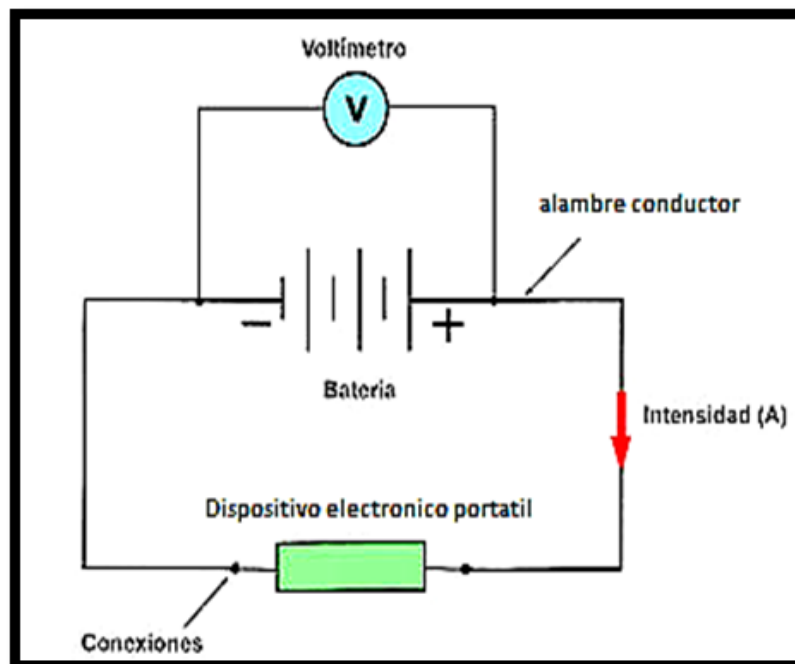 Voltímetro
V
alambre conductor
− +
Bateria
Intensidad (A)
Dispositivo electronico portatil
Conexiones